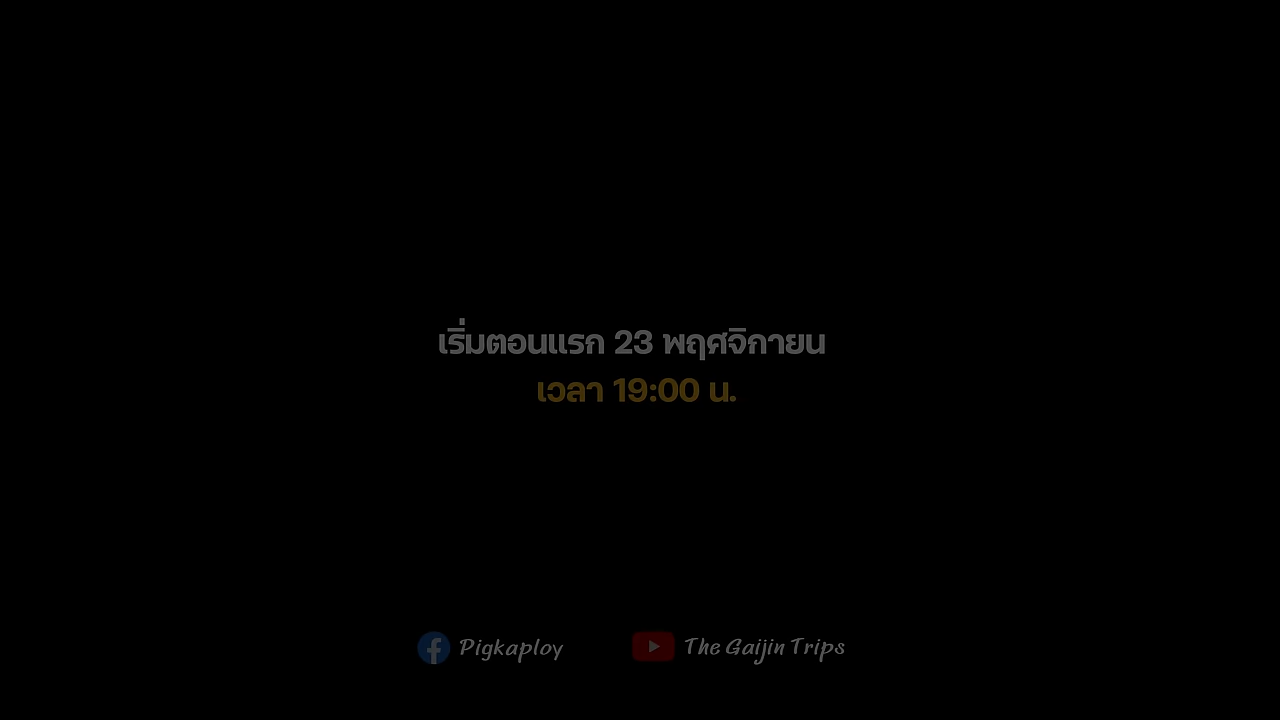 เริ่มตอนแรก 23 พฤศจิกายน
เวลา 19:00 น.
Pigkaploy
The Gaijin Trips